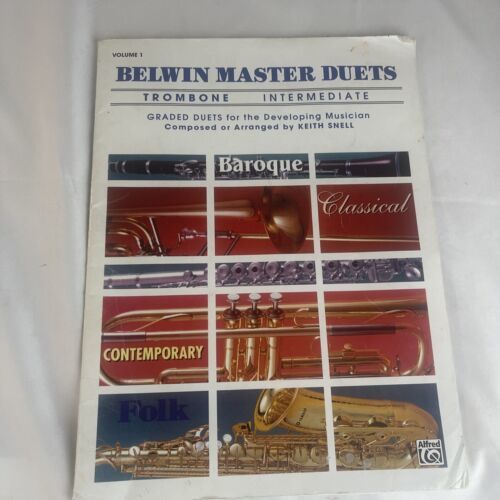 VOLUME 1
BELWIN MASTER DUETS
TROMBONE INTERMEDIATE
GRADED DUETS for the Developing Musician
Composed or Arranged by KEITH SNELL
Baroque
Classical
CONTEMPORARY
Folk
Alfred